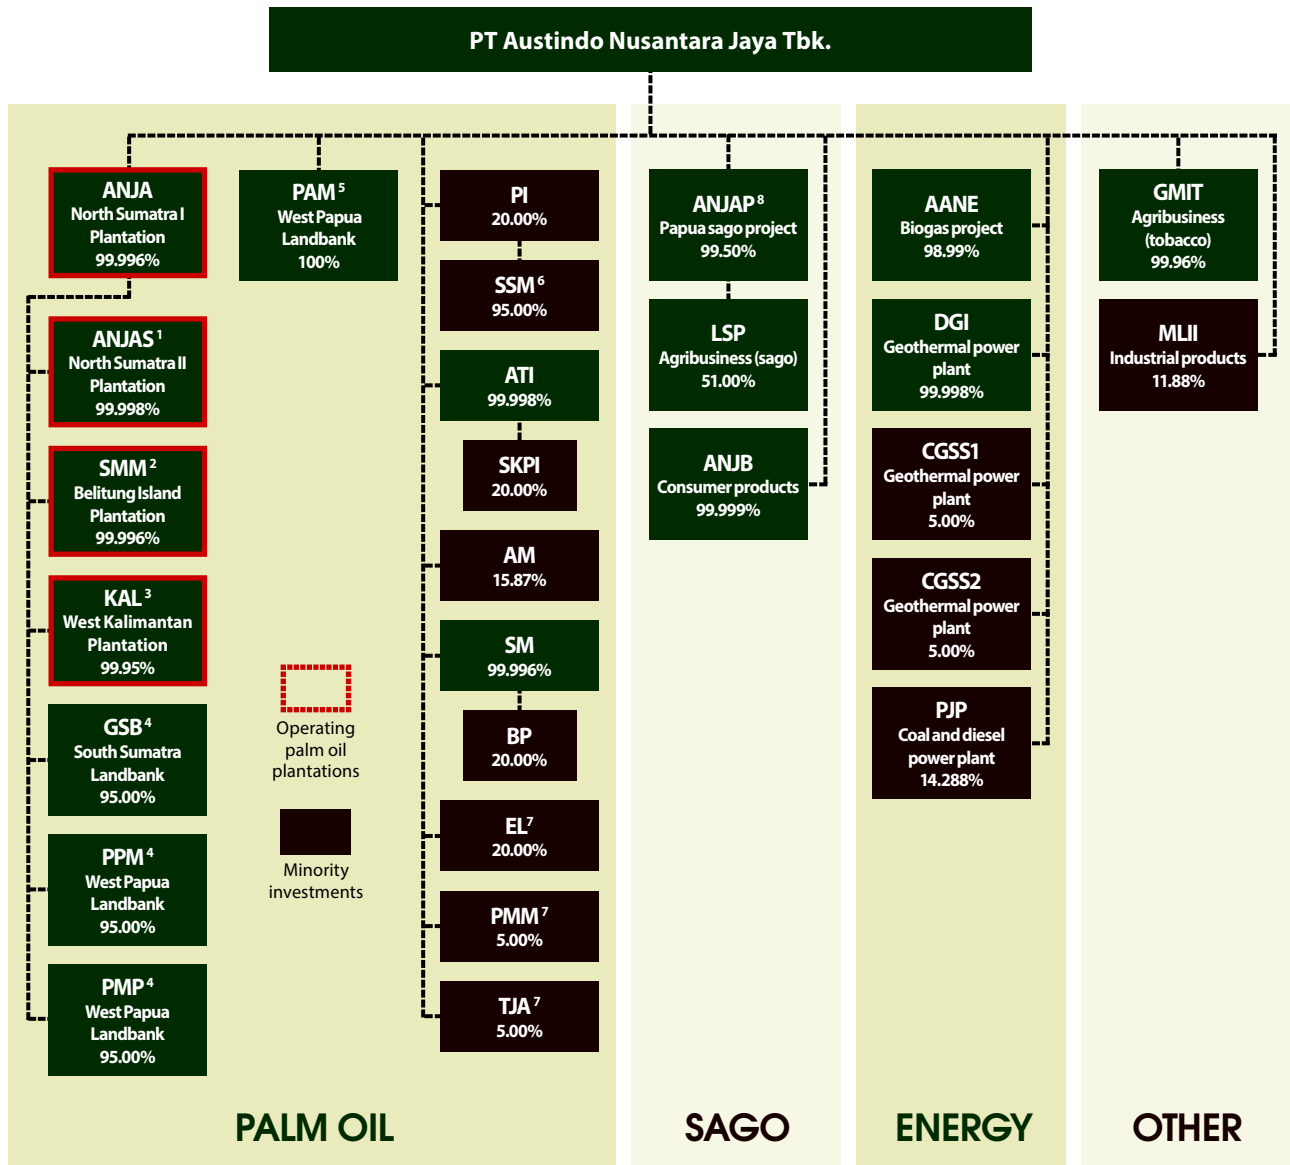 PT Austindo Nusantara Jaya Tbk.
ANJA
North Sumatra I
Plantation
99.996%
ANJAS 1
North Sumatra II
Plantation
99.998%
SMM 2
Belitung Island
Plantation
99.996%
KAL 3
West Kalimantan
Plantation
99.95%
GSB 4
South Sumatra
Landbank
95.00%
PPM 4
West Papua
Landbank
95.00%
PMP 4
West Papua
Landbank
95.00%
PAM 5
West Papua
Landbank
100%
Operating
palm oil
plantations
Minority
investments
PI
20.00%
SSM 6
95.00%
ATI
99.998%
SKPI
20.00%
AM
15.87%
SM
99.996%
BP
20.00%
EL 7
20.00%
PMM 7
5.00%
TJA 7
5.00%
PALM OIL
ANJAP 8
Papua sago project
99.50%
LSP
Agribusiness (sago)
51.00%
ANJB
Consumer products
99.999%
SAGO
AANE
Biogas project
98.99%
DGI
Geothermal power
plant
99.998%
CGSS1
Geothermal power
plant
5.00%
CGSS2
Geothermal power
plant
5.00%
PJP
Coal and diesel
power plant
14.288%
ENERGY
GMIT
Agribusiness
(tobacco)
99.96%
MLII
Industrial products
11.88%
OTHER